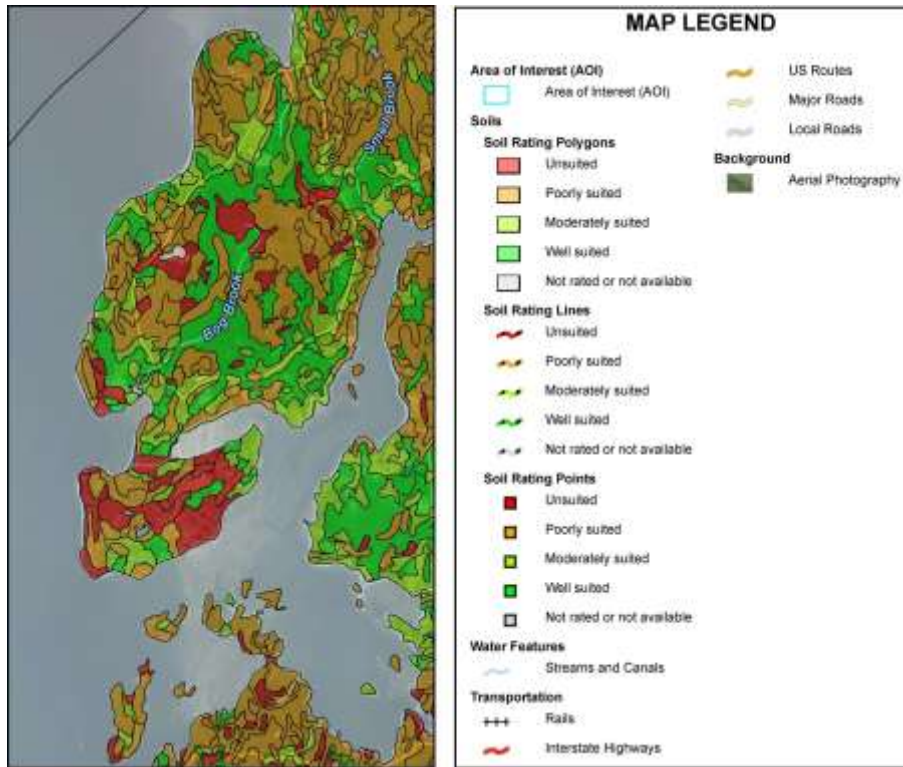 Small Brook
Bog Brook
MAP LEGEND
Area of Interest (AOI)
Area of Interest (AOI)
Soils
Soil Rating Polygons
Unsuited
Poorly suited
Moderately suited
Well suited
Not rated or not available
Soil Rating Lines
Unsuited
Poorly suited
Moderately suited
Well suited
Not rated or not available
Soil Rating Points
Unsuited
Poorly suited
Moderately suited
Well suited
Not rated or not available
Water Features
Streams and Canals
Transportation
Rails
Interstate Highways
US Routes
Major Roads
Local Roads
Background
Aerial Photography